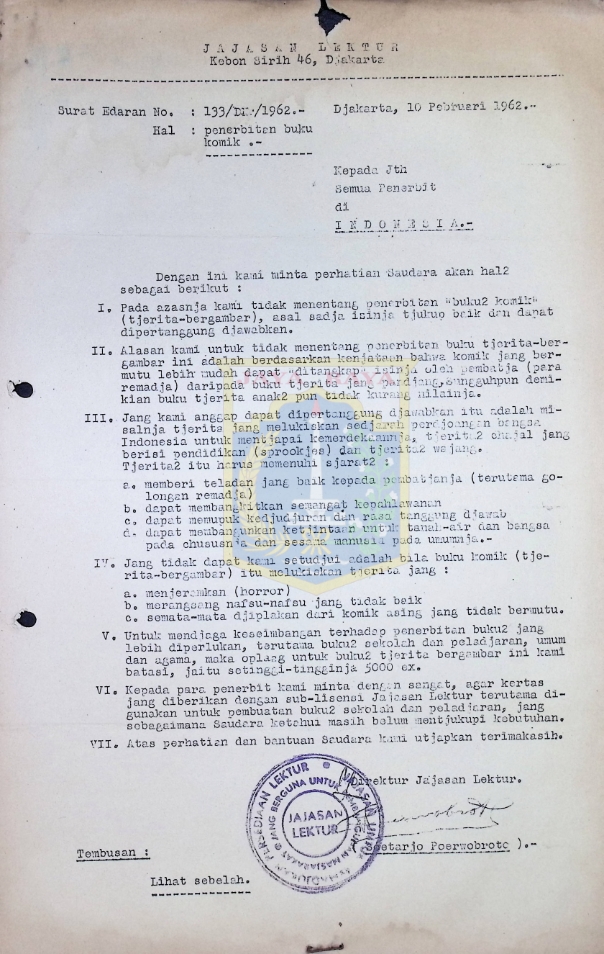 JAJASAN LEKTUR
Kebon Sirih 46, Djakarta
Surat Edaran No. : 133/DL/1962.- Djakarta, 10 Pebruari 1962.-
Hal : penerbitan buku
komik .-
Kepada Jth
Semua Penerbit
di
INDONESIA.-
Dengan ini kami minta perhatian Saudara akan hal2
sebagai berikut :
I. Pada azasnja kami tidak menentang penerbitan "buku2 komik"
(tjerita-bergambar), asal sadja isinja tjukup baik dan dapat
dipertanggung djawabkan.
II. Alasan kami untuk tidak menentang penerbitan buku tjerita-ber-
gambar ini adalah berdasarkan kenjataan bahwa komik jang ber-
mutu lebih mudah dapat ditangkap isinja oleh pembatja (para
remadja) daripada buku tjerita jang pandjang, sungguhpun demi-
kian buku tjerita anak2 pun tidak kurang nilainja.
III. Jang kami anggap dapat dipertanggung djawabkan itu adalah mi-
salnja tjerita jang melukiskan sedjarah perdjoangan bangsa
Indonesia untuk mentjapai kemerdekaannja, tjerita2 chajal jang
berisi pendidikan (sprookjes) dan tjerita2 wajang.
Tjerita2 itu harus memenuhi sjarat2 :
a. memberi teladan jang baik kepada pembatjanja (terutama go-
longan remadja)
b. dapat membangkitkan semangat kepahlawanan
c. dapat memupuk kedjudjuran dan rasa tanggung djawab
d. dapat membangunkan ketjintaan untuk tanah-air dan bangsa
pada chususnja dan sesama manusia pada umumnja.-
IV. Jang tidak dapat kami setudjui adalah bila buku komik (tje-
rita-bergambar) itu melukiskan tjerita jang :
a. menjeramkan (horror)
b. merangsang nafsu-nafsu jang tidak baik
c. semata-mata djiplakan dari komik asing jang tidak bermutu.
V. Untuk mendjaga keseimbangan terhadap penerbitan buku2 jang
lebih diperlukan, terutama buku2 sekolah dan peladjaran, umum
dan agama, maka oplaag untuk buku2 tjerita bergambar ini kami
batasi, jaitu setinggi-tingginja 5000 ex.
VI. Kepada para penerbit kami minta dengan sangat, agar kertas
jang diberikan dengan sub-lisensi Jajasan Lektur terutama di-
gunakan untuk pembuatan buku2 sekolah dan peladjaran, jang
sebagaimana Saudara ketahui masih belum mentjukupi kebutuhan.
VII. Atas perhatian dan bantuan Saudara kami utjapkan terimakasih.
Direktur Jajasan Lektur.
JAJASAN
LEKTUR
PERSEDIAAN LEKTUR
JANG BERGUNA UNTUK
JAJASAN UNTUK
Poerwobroto ).-
Tembusan :
Lihat sebelah.